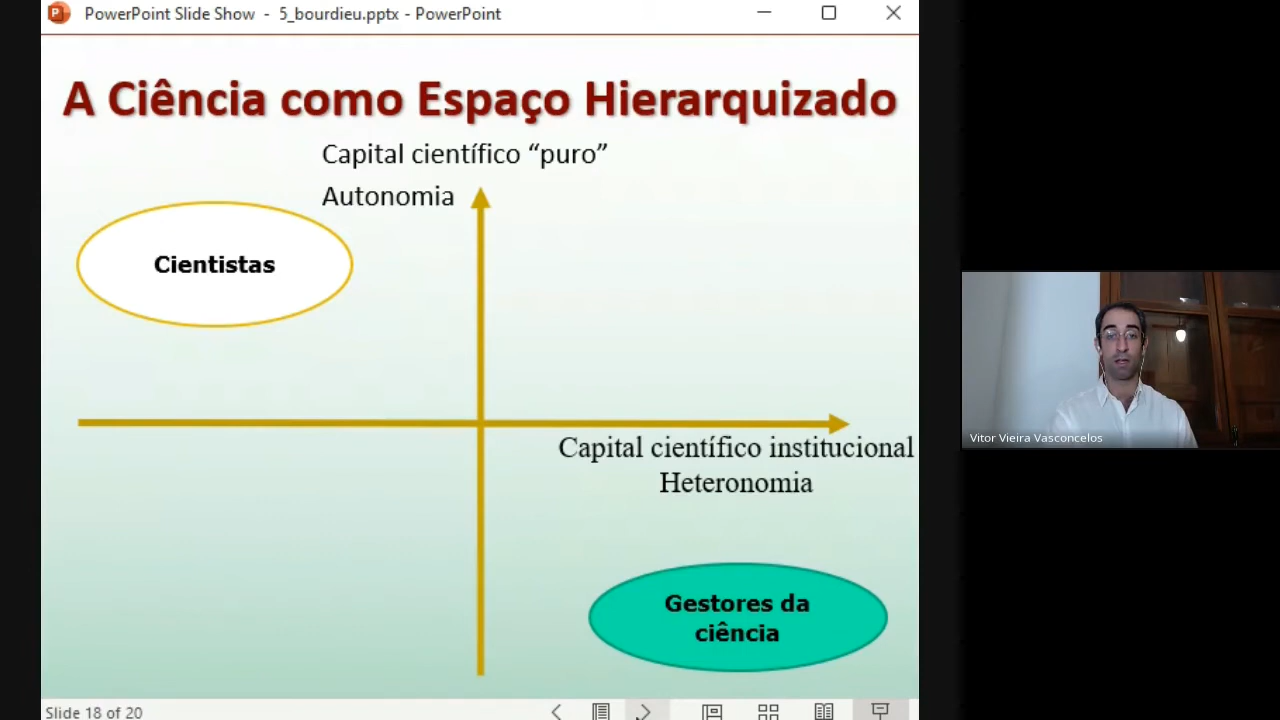 PowerPoint Slide Show - 5_bourdieu.pptx - PowerPoint
A Ciência como Espaço Hierarquizado
Capital científico “puro”
Autonomia
Cientistas
Capital científico institucional
Heteronomia
Vitor Vieira Vasconcelos
Gestores da
ciência
Slide 18 of 20